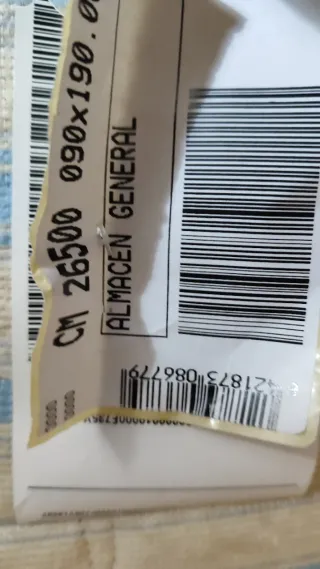 CM 26500 090x190.0
ALMACEN GENERAL
421873 086779